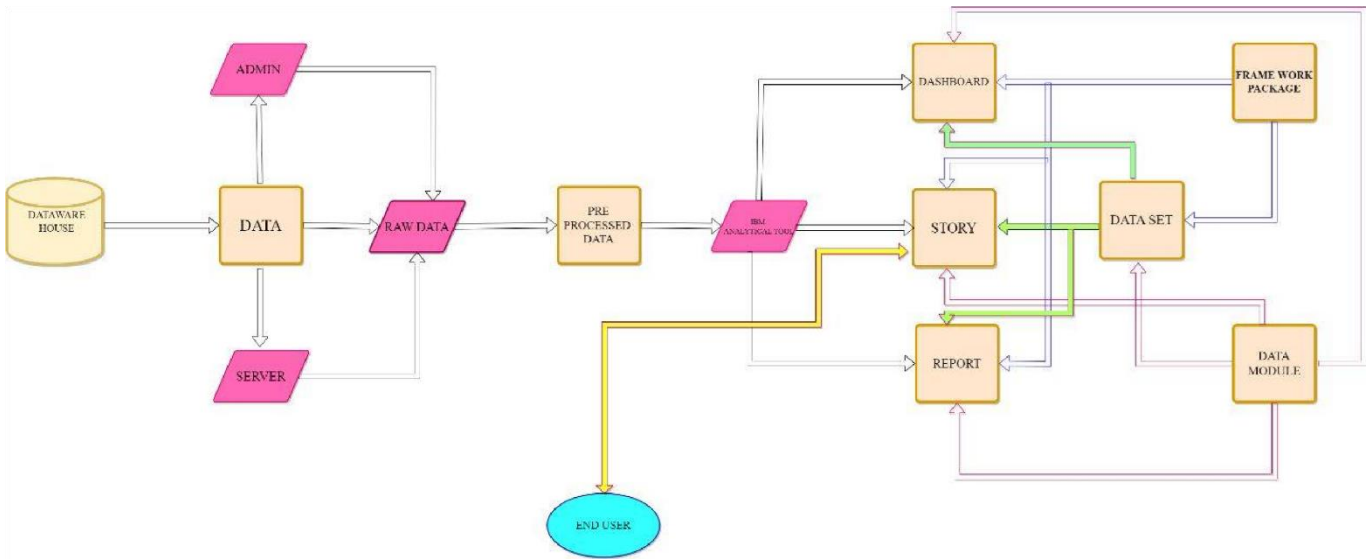 ADMIN
DASHBOARD
FRAME WORK
PACKAGE
DATAWARE
HOUSE
DATA
RAW DATA
PRE
PROCESSED
DATA
IBM
ANALYTICAL TOOL
STORY
DATA SET
SERVER
REPORT
DATA
MODULE
END USER